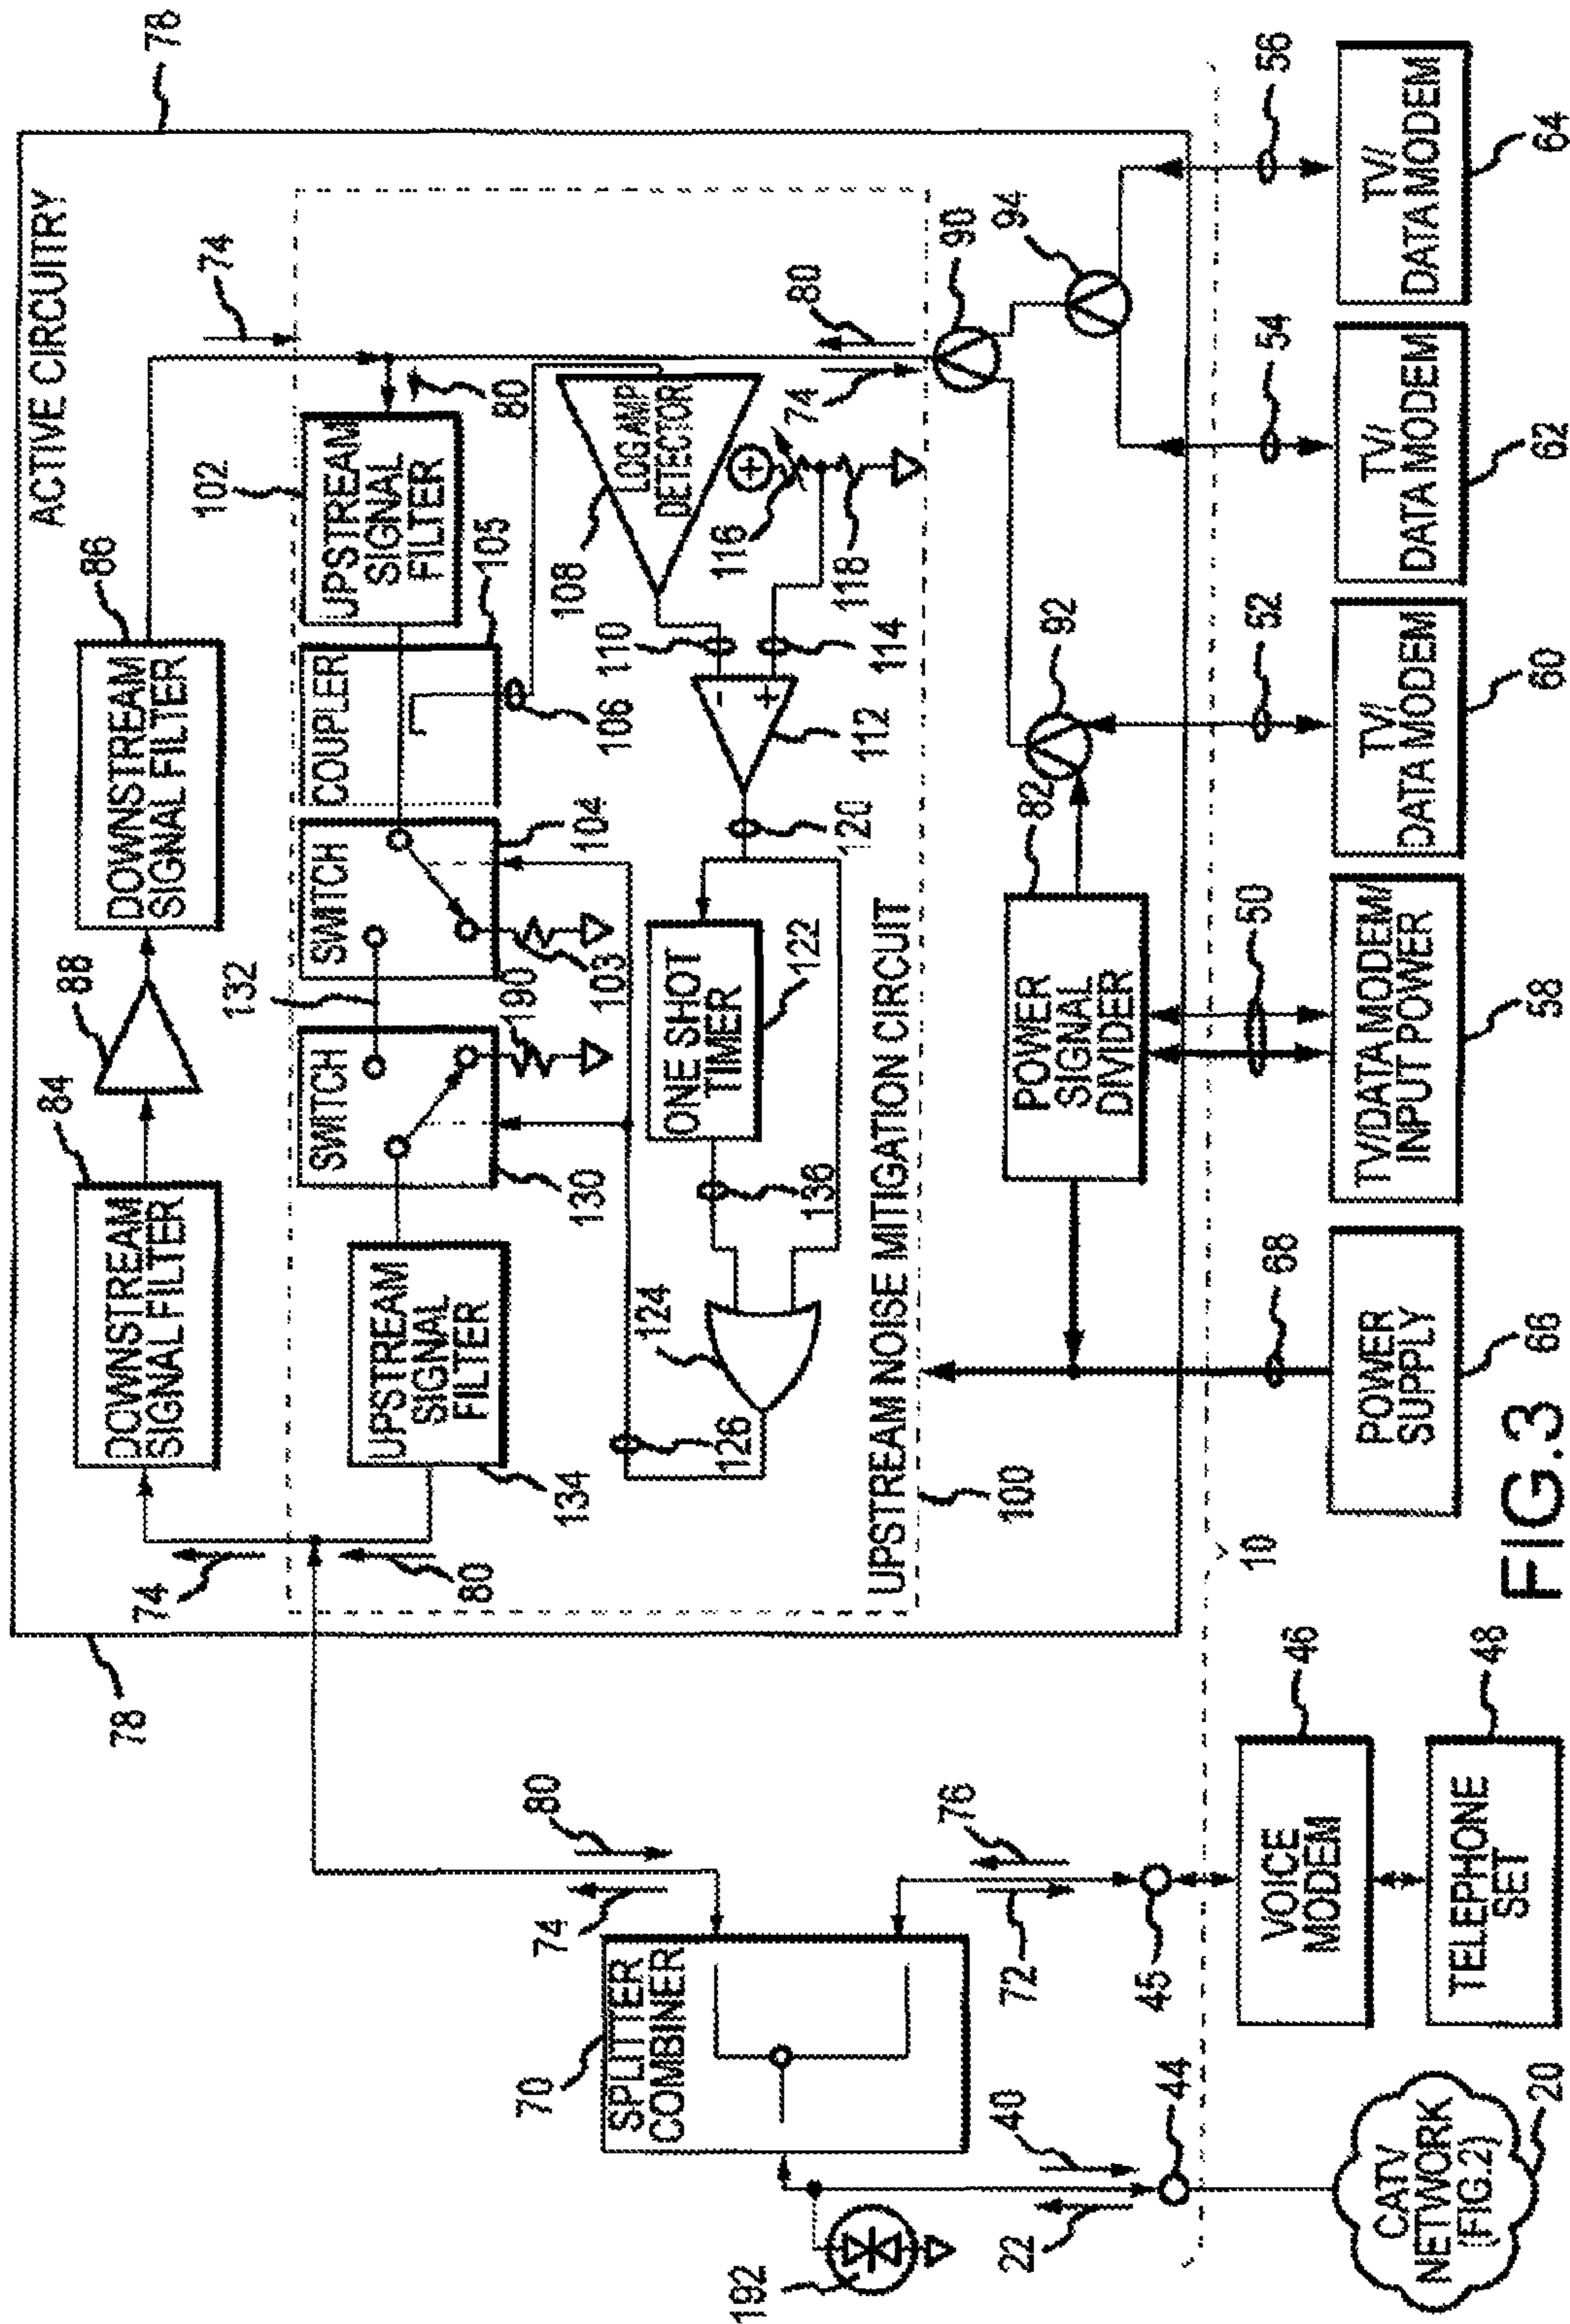 ACTIVE CIRCUITRY
78
78
74
84
DOWNSTREAM
SIGNAL FILTER
88
86
DOWNSTREAM
SIGNAL FILTER
74
80
134
UPSTREAM
SIGNAL
FILTER
SWITCH
130
190
132
SWITCH
104
103
COUPLER
105
106
102
UPSTREAM
SIGNAL
FILTER
80
108
LOG AMP
DETECTOR
110
116
118
114
112
-
+
120
ONE SHOT
TIMER
122
136
124
126
UPSTREAM NOISE MITIGATION CIRCUIT
100
74
80
90
94
92
82
POWER
SIGNAL
DIVIDER
70
SPLITTER
COMBINER
74
80
72
76
45
192
22
40
44
10
68
50
52
54
56
CATV
NETWORK
(FIG.2)
20
VOICE
MODEM
46
TELEPHONE
SET
48
POWER
SUPPLY
66
TV/DATA MODEM/
INPUT POWER
58
TV/
DATA MODEM
60
TV/
DATA MODEM
62
TV/
DATA MODEM
64
FIG.3